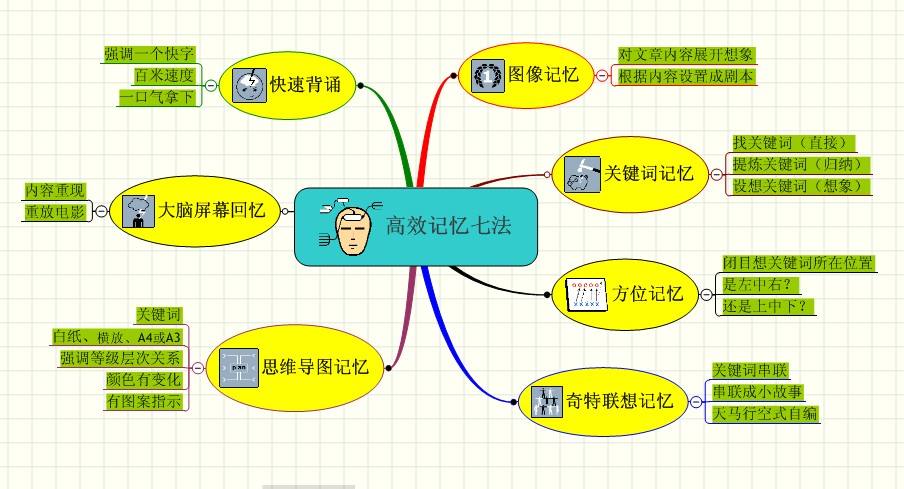 高效记忆七法
图像记忆
对文章内容展开想象
根据内容设置成剧本
关键词记忆
找关键词（直接）
提炼关键词（归纳）
设想关键词（想象）
方位记忆
闭目想关键词所在位置
是左中右？
还是上中下？
奇特联想记忆
关键词串联
串联成小故事
天马行空式自编
思维导图记忆
关键词
白纸、横放、A4或A3
强调等级层次关系
颜色有变化
有图案指示
大脑屏幕回忆
内容重现
重放电影
快速背诵
强调一个快字
百米速度
一口气拿下